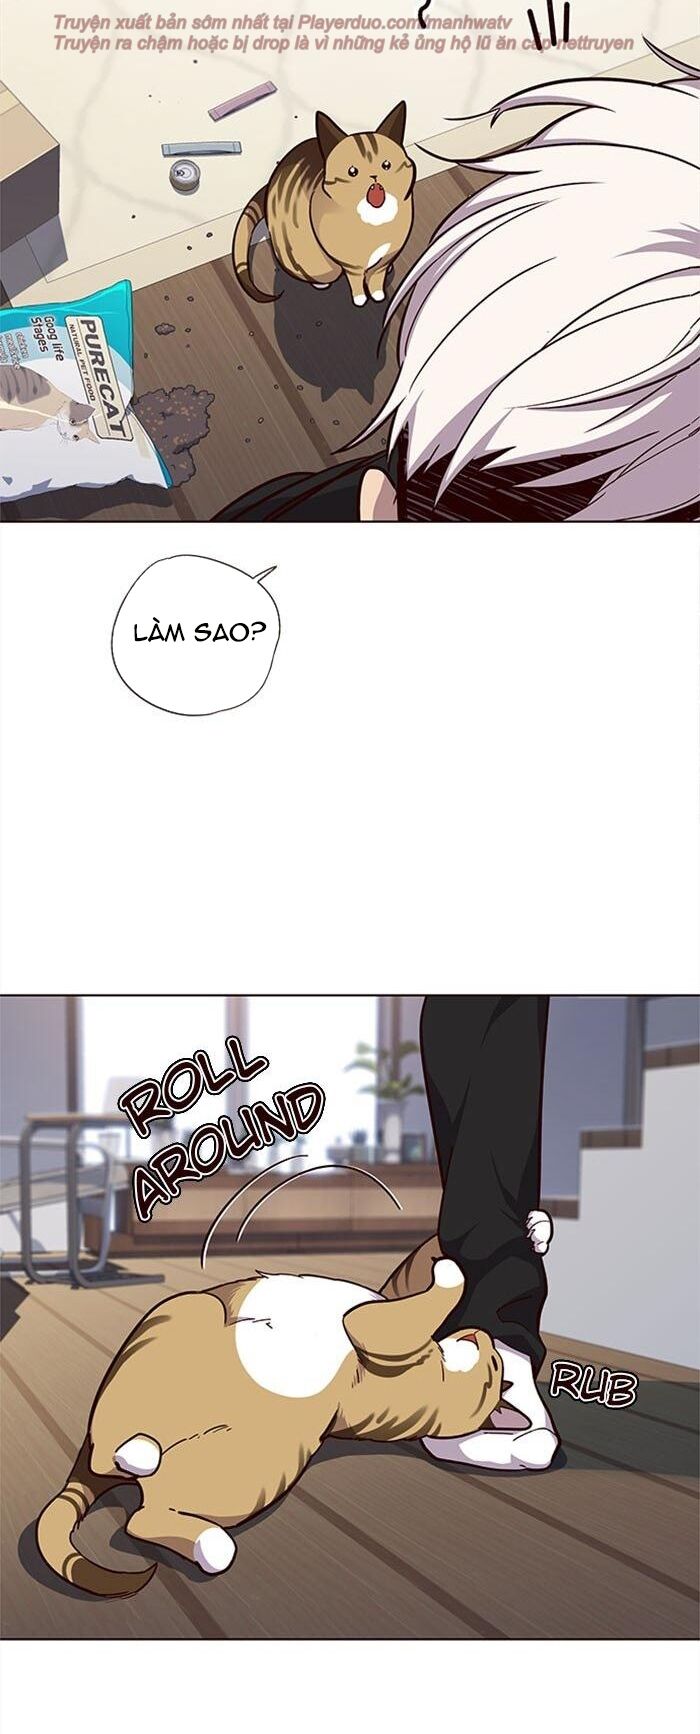 Truyện xuất bản sớm nhất tại Playerduo.com/manhwatv
Truyện ra chậm hoặc bị drop là vì những kẻ ủng hộ lũ ăn cắp nettruyen
PURECAT
NATURAL PET FOOD
Goog life
Stages
LÀM SAO?
ROLL
AROUND
RUB